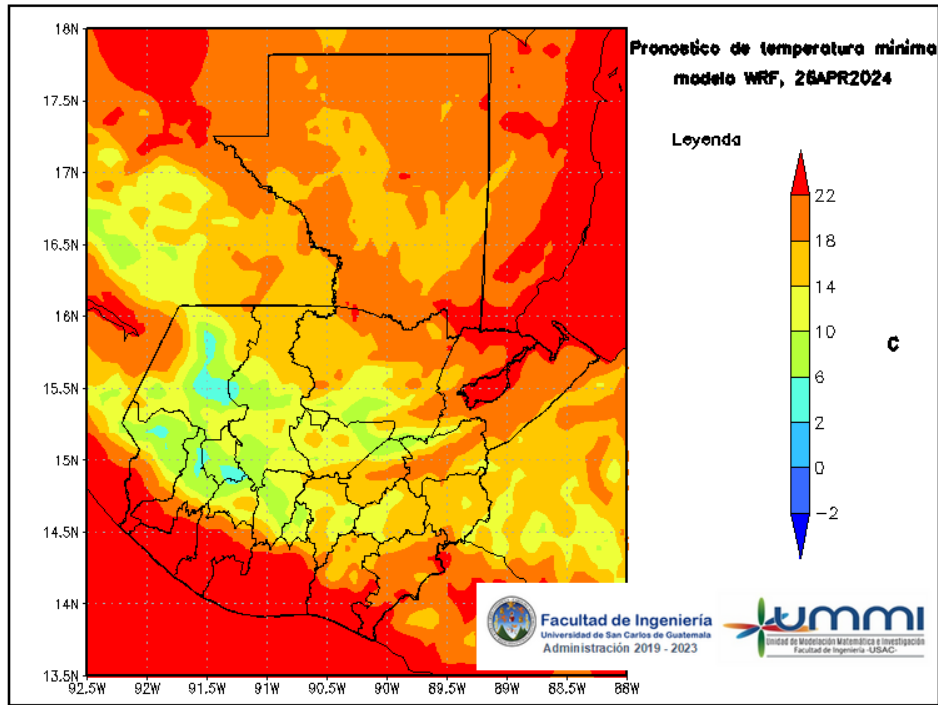 Pronostico de temperatura minima
modelo WRF, 26APR2024
Leyenda
22
18
14
10
6
2
0
−2
C
18N
17.5N
17N
16.5N
16N
15.5N
15N
14.5N
14N
13.5N
92.5W
92W
91.5W
91W
90.5W
90W
89.5W
89W
88.5W
88W
Facultad de Ingeniería
Universidad de San Carlos de Guatemala
Administración 2019 - 2023
ummi
Unidad de Modelación Matemática e Investigación
Facultad de Ingeniería -USAC-